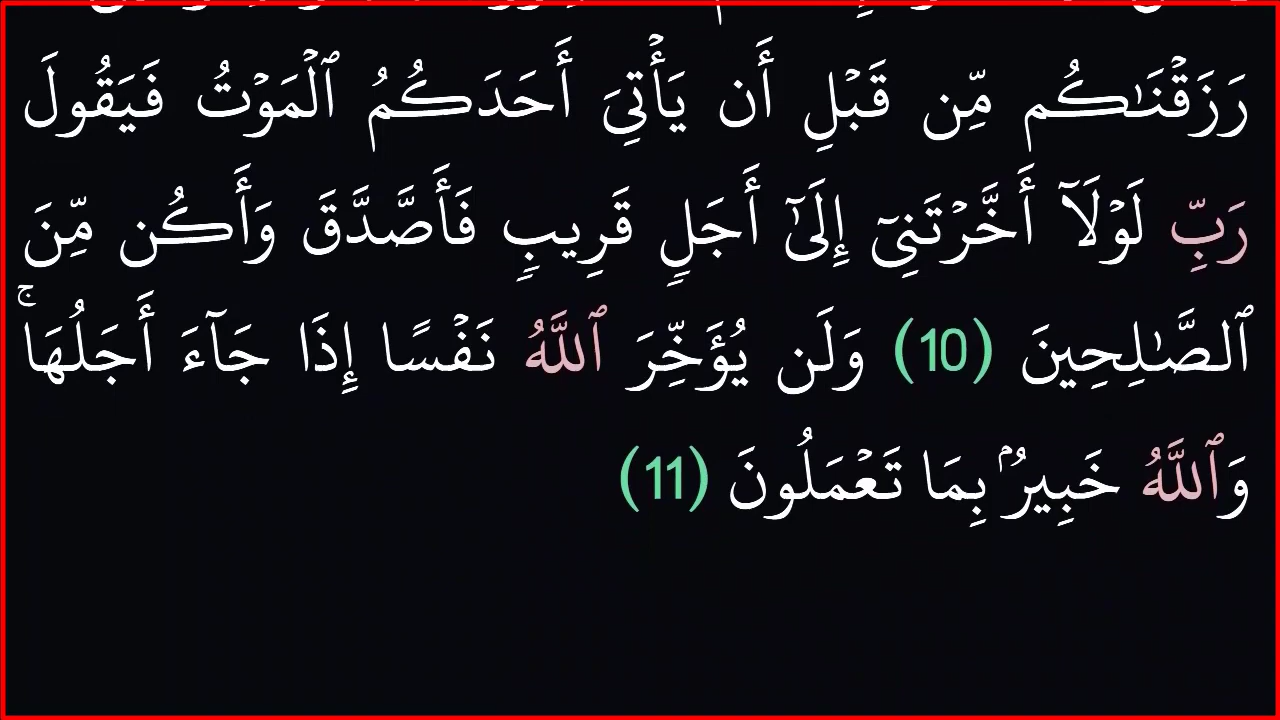 رَزَقۡنَٰكُم مِّن قَبۡلِ أَن يَأۡتِيَ أَحَدَكُمُ ٱلۡمَوۡتُ فَيَقُولَ
رَبِّ لَوۡلَآ أَخَّرۡتَنِيٓ إِلَىٰٓ أَجَلٖ قَرِيبٖ فَأَصَّدَّقَ وَأَكُن مِّنَ
ٱلصَّٰلِحِينَ (10) وَلَن يُؤَخِّرَ ٱللَّهُ نَفۡسًا إِذَا جَآءَ أَجَلُهَاۚ
وَٱللَّهُ خَبِيرُۢ بِمَا تَعۡمَلُونَ (11)